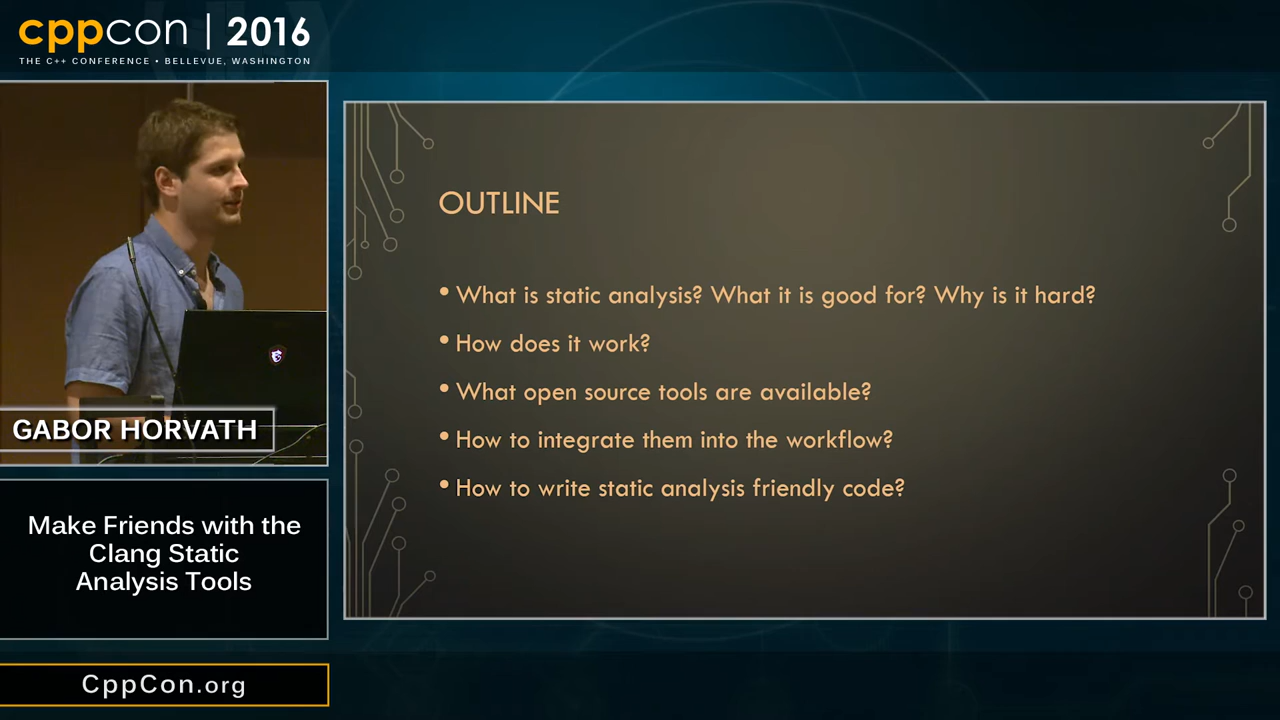 cppcon | 2016
THE C++ CONFERENCE • BELLEVUE, WASHINGTON
GABOR HORVATH
Make Friends with the
Clang Static
Analysis Tools
CppCon.org
OUTLINE
• What is static analysis? What it is good for? Why is it hard?
• How does it work?
• What open source tools are available?
• How to integrate them into the workflow?
• How to write static analysis friendly code?